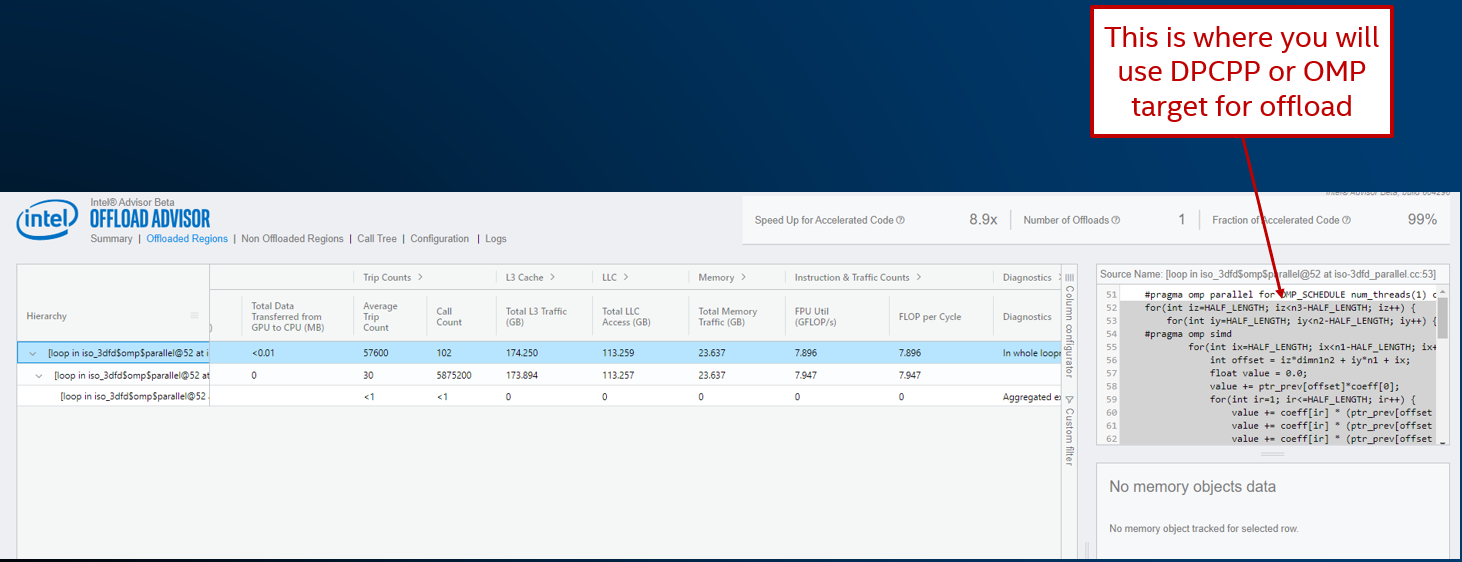 This is where you will
use DPCPP or OMP
target for offload
Intel® Advisor Beta, build 634296
intel
Intel® Advisor Beta
OFFLOAD ADVISOR
Summary | Offloaded Regions | Non Offloaded Regions | Call Tree | Configuration | Logs
Speed Up for Accelerated Code ? 8.9x
Number of Offloads ? 1
Fraction of Accelerated Code ? 99%
Hierarchy
)
Total Data
Transferred from
GPU to CPU (MB)
Trip Counts >
Average
Trip
Count
Call
Count
L3 Cache >
Total L3 Traffic
(GB)
LLC >
Total LLC
Access (GB)
Memory >
Total Memory
Traffic (GB)
Instruction & Traffic Counts >
FPU Util
(GFLOP/s)
FLOP per Cycle
Diagnostics >
Diagnostics
[loop in iso_3dfd$omp$parallel@52 at i <0.01 57600 102 174.250 113.259 23.637 7.896 7.896 In whole loopn
[loop in iso_3dfd$omp$parallel@52 at 0 30 5875200 173.894 113.257 23.637 7.947 7.947
[loop in iso_3dfd$omp$parallel@52 <1 <1 0 0 0 0 0 Aggregated ex
Column configurator
Custom filter
Source Name: [loop in iso_3dfd$omp$parallel@52 at iso-3dfd_parallel.cc:53]
51 #pragma omp parallel for OMP_SCHEDULE num_threads(1) c
52 for(int iz=HALF_LENGTH; iz<n3-HALF_LENGTH; iz++) {
53 for(int iy=HALF_LENGTH; iy<n2-HALF_LENGTH; iy++) {
54 #pragma omp simd
55 for(int ix=HALF_LENGTH; ix<n1-HALF_LENGTH; ix+
56 int offset = iz*dimn1n2 + iy*n1 + ix;
57 float value = 0.0;
58 value += ptr_prev[offset]*coeff[0];
59 for(int ir=1; ir<=HALF_LENGTH; ir++) {
60 value += coeff[ir] * (ptr_prev[offset
61 value += coeff[ir] * (ptr_prev[offset
62 value += coeff[ir] * (ptr_prev[offset
No memory objects data
No memory object tracked for selected row.